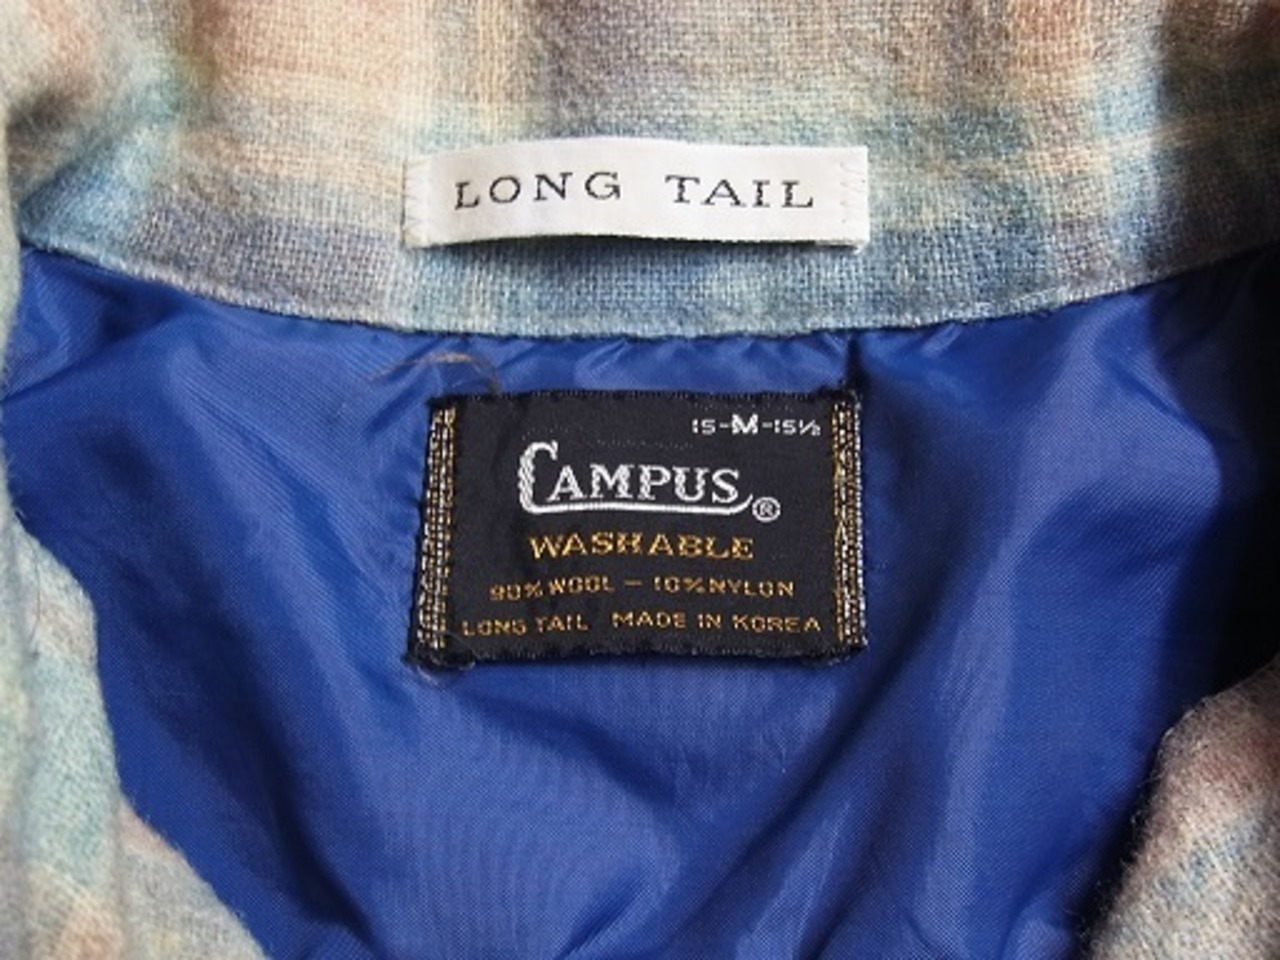 LONG TAIL
15-M-15½
CAMPUS®
WASHABLE
90% WOOL - 10% NYLON
LONG TAIL MADE IN KOREA